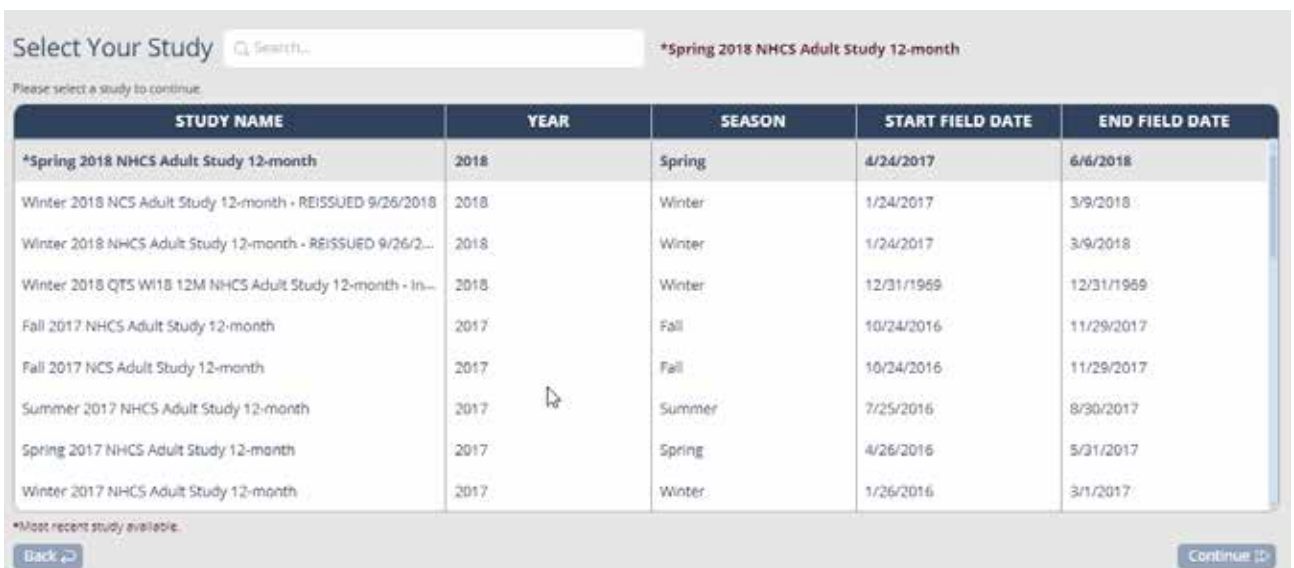 Select Your Study Search... *Spring 2018 NHCS Adult Study 12-month
Please select a study to continue.
STUDY NAME YEAR SEASON START FIELD DATE END FIELD DATE
*Spring 2018 NHCS Adult Study 12-month 2018 Spring 4/24/2017 6/6/2018
Winter 2018 NCS Adult Study 12-month - REISSUED 9/26/2018 2018 Winter 1/24/2017 3/9/2018
Winter 2018 NHCS Adult Study 12-month - REISSUED 9/26/2... 2018 Winter 1/24/2017 3/9/2018
Winter 2018 QTS WI18 12M NHCS Adult Study 12-month - In... 2018 Winter 12/31/1969 12/31/1969
Fall 2017 NHCS Adult Study 12-month 2017 Fall 10/24/2016 11/29/2017
Fall 2017 NCS Adult Study 12-month 2017 Fall 10/24/2016 11/29/2017
Summer 2017 NHCS Adult Study 12-month 2017 Summer 7/25/2016 8/30/2017
Spring 2017 NHCS Adult Study 12-month 2017 Spring 4/26/2016 5/31/2017
Winter 2017 NHCS Adult Study 12-month 2017 Winter 1/26/2016 3/1/2017
*Most recent study available.
Back Continue